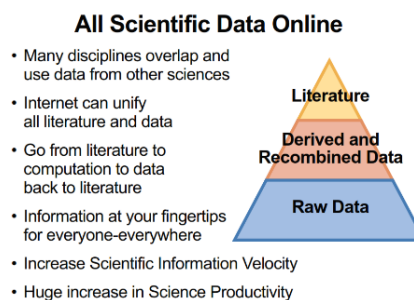 All Scientific Data Online
• Many disciplines overlap and
use data from other sciences
• Internet can unify
all literature and data
• Go from literature to
computation to data
back to literature
• Information at your fingertips
for everyone-everywhere
• Increase Scientific Information Velocity
• Huge increase in Science Productivity
Literature
Derived and
Recombined Data
Raw Data